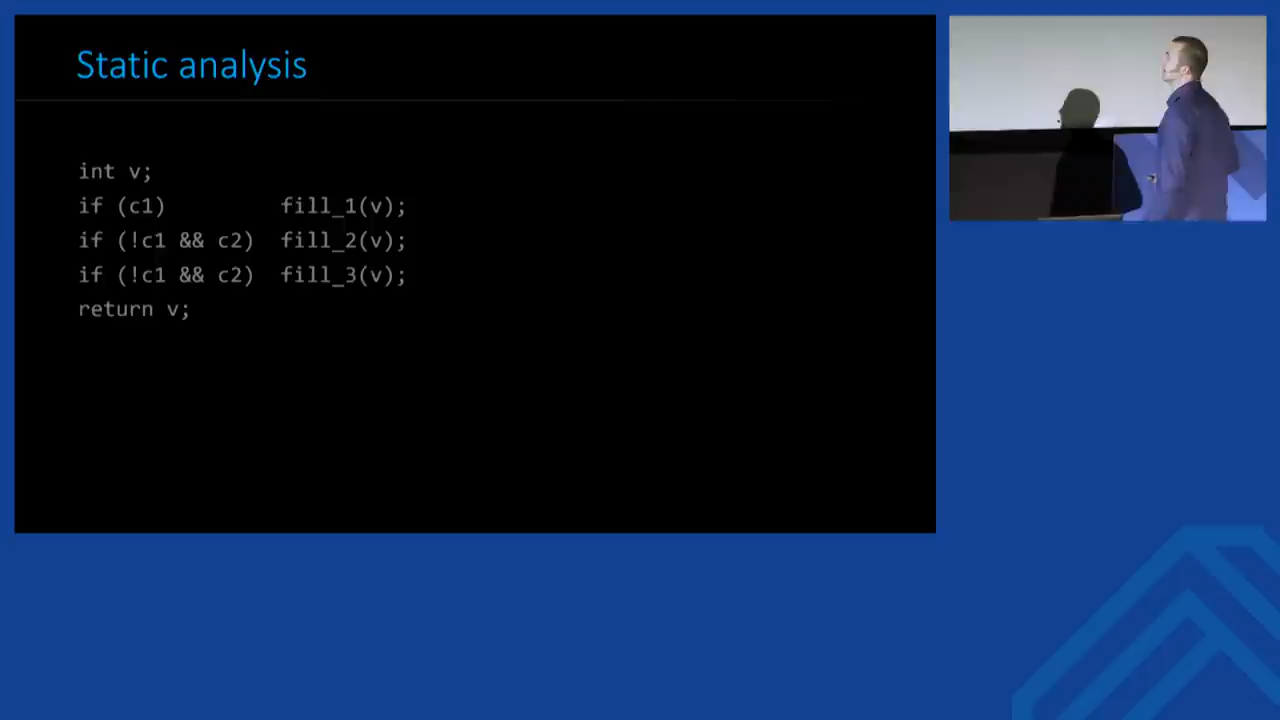 Static analysis
int v;
if (c1) fill_1(v);
if (!c1 && c2) fill_2(v);
if (!c1 && c2) fill_3(v);
return v;